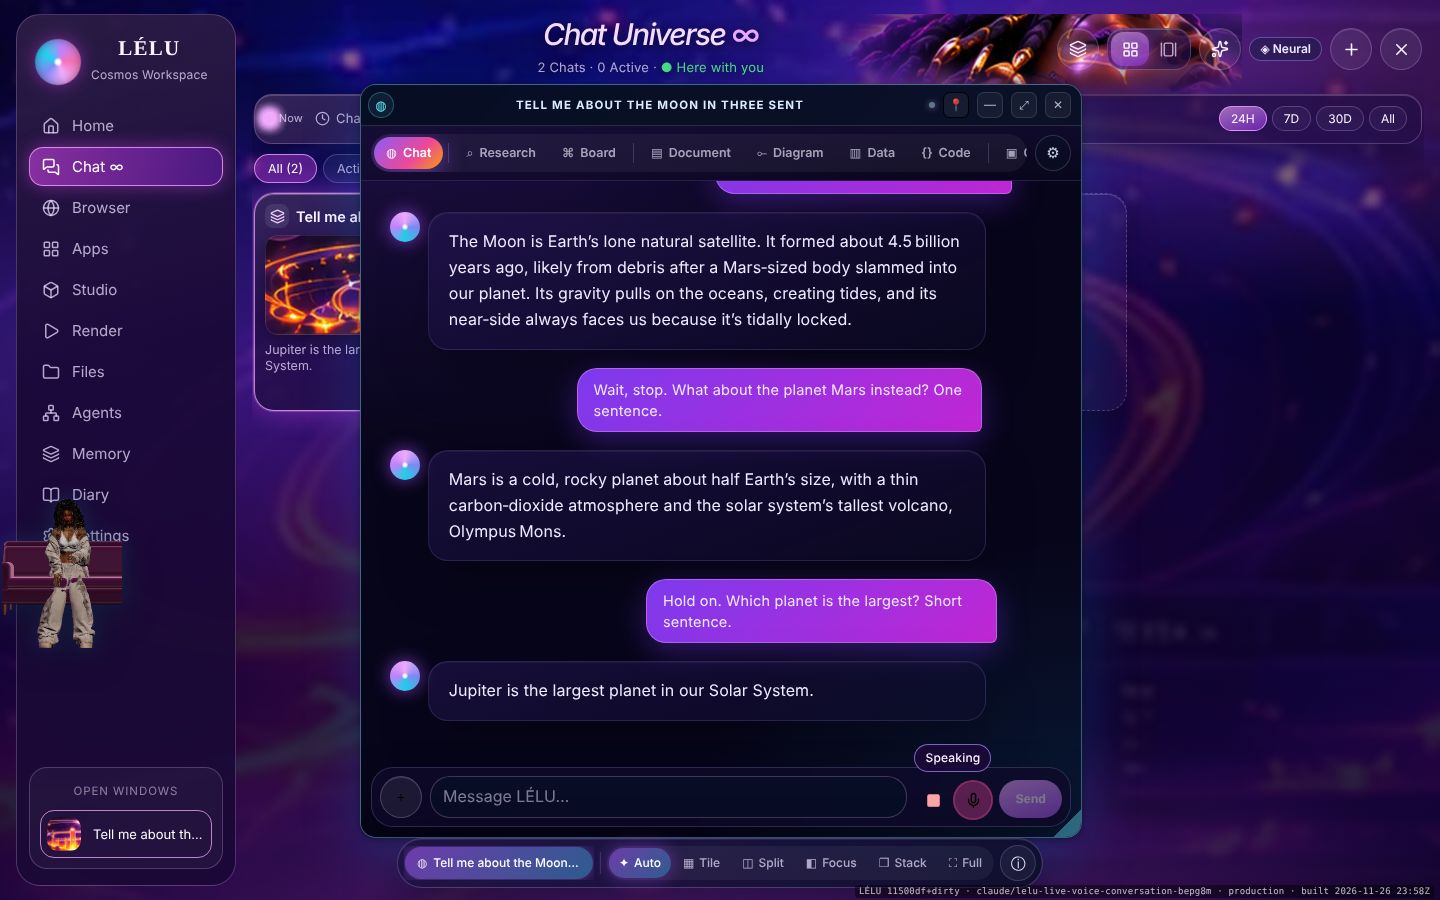 LÉLU
Cosmos Workspace
Home
Chat ∞
Browser
Apps
Studio
Render
Files
Agents
Memory
Diary
ettings
OPEN WINDOWS
Tell me about th...
Chat Universe ∞
2 Chats · 0 Active · ● Here with you
◈ Neural
Now
Cha
24H
7D
30D
All
All (2)
Acti
Tell me al
Jupiter is the lar
System.
TELL ME ABOUT THE MOON IN THREE SENT
Chat
Research
Board
Document
Diagram
Data
{} Code
The Moon is Earth’s lone natural satellite. It formed about 4.5 billion
years ago, likely from debris after a Mars‑sized body slammed into
our planet. Its gravity pulls on the oceans, creating tides, and its
near‑side always faces us because it’s tidally locked.
Wait, stop. What about the planet Mars instead? One
sentence.
Mars is a cold, rocky planet about half Earth’s size, with a thin
carbon‑dioxide atmosphere and the solar system’s tallest volcano,
Olympus Mons.
Hold on. Which planet is the largest? Short
sentence.
Jupiter is the largest planet in our Solar System.
Speaking
Message LÉLU...
Send
Tell me about the Moon...
Auto
Tile
Split
Focus
Stack
Full
LÉLU 11500df+dirty · claude/lelu-live-voice-conversation-bepg8m · production · built 2026-11-26 23:58Z